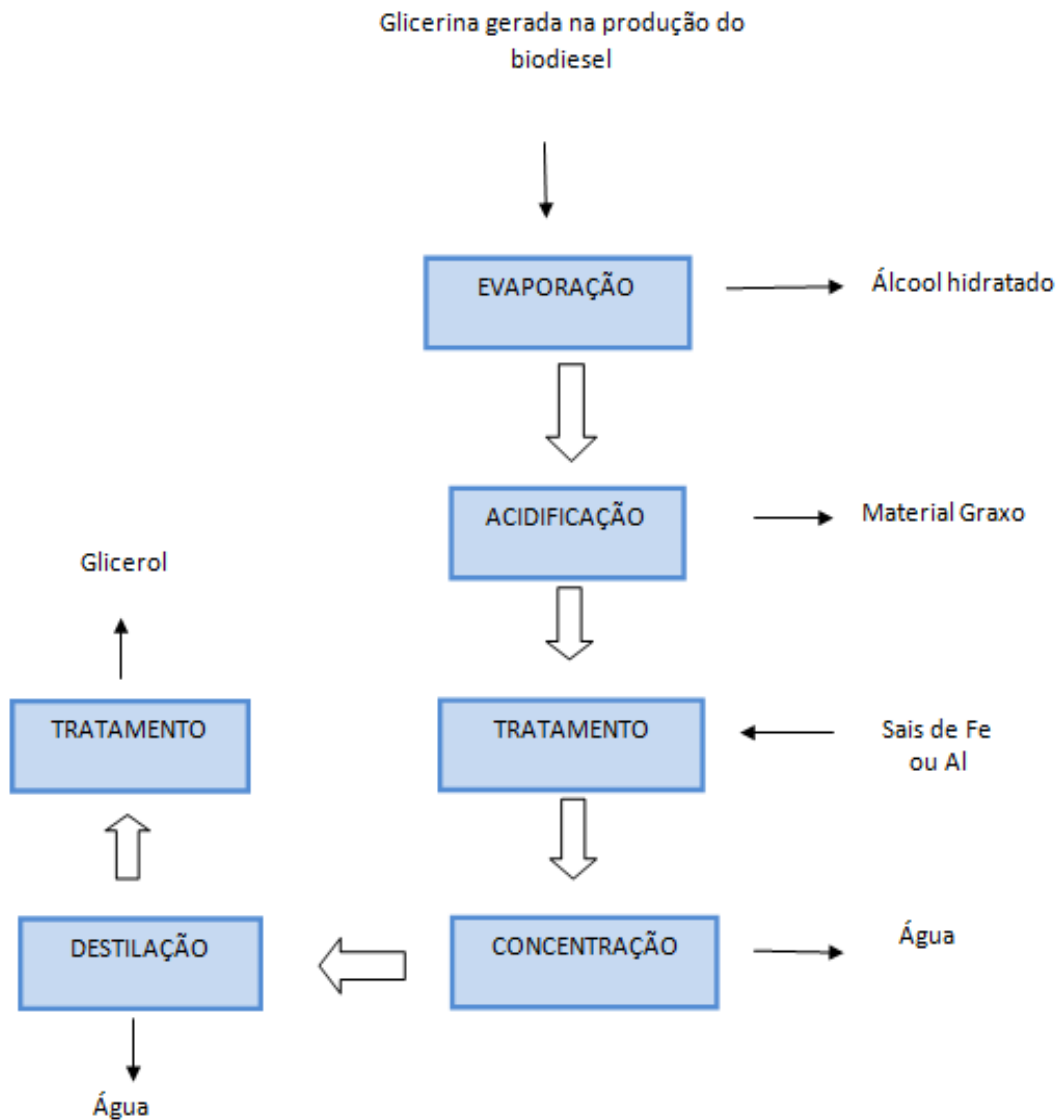 Glicerina gerada na produção do
biodiesel
EVAPORAÇÃO
Álcool hidratado
ACIDIFICAÇÃO
Material Graxo
Glicerol
TRATAMENTO
TRATAMENTO
Sais de Fe
ou Al
DESTILAÇÃO
CONCENTRAÇÃO
Água
Água